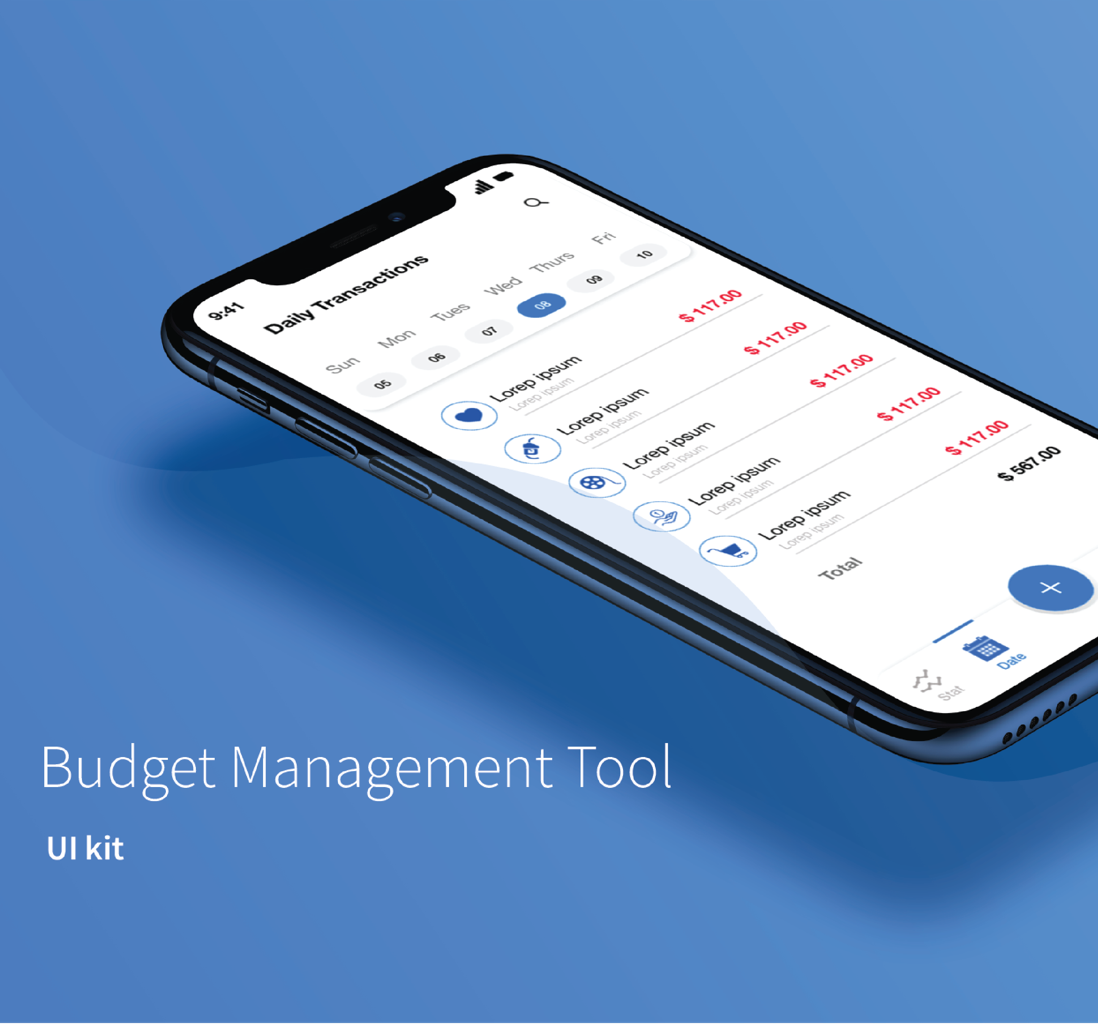 9:41
Daily Transactions
Sun Mon Tues Wed Thurs Fri
05 06 07 08 09 10
Lorep ipsum $ 117.00
Lorep ipsum
Lorep ipsum $ 117.00
Lorep ipsum
Lorep ipsum $ 117.00
Lorep ipsum
Lorep ipsum $ 117.00
Lorep ipsum
Lorep ipsum $ 117.00
Lorep ipsum
Total $ 567.00
+
Stat Date
Budget Management Tool
UI kit